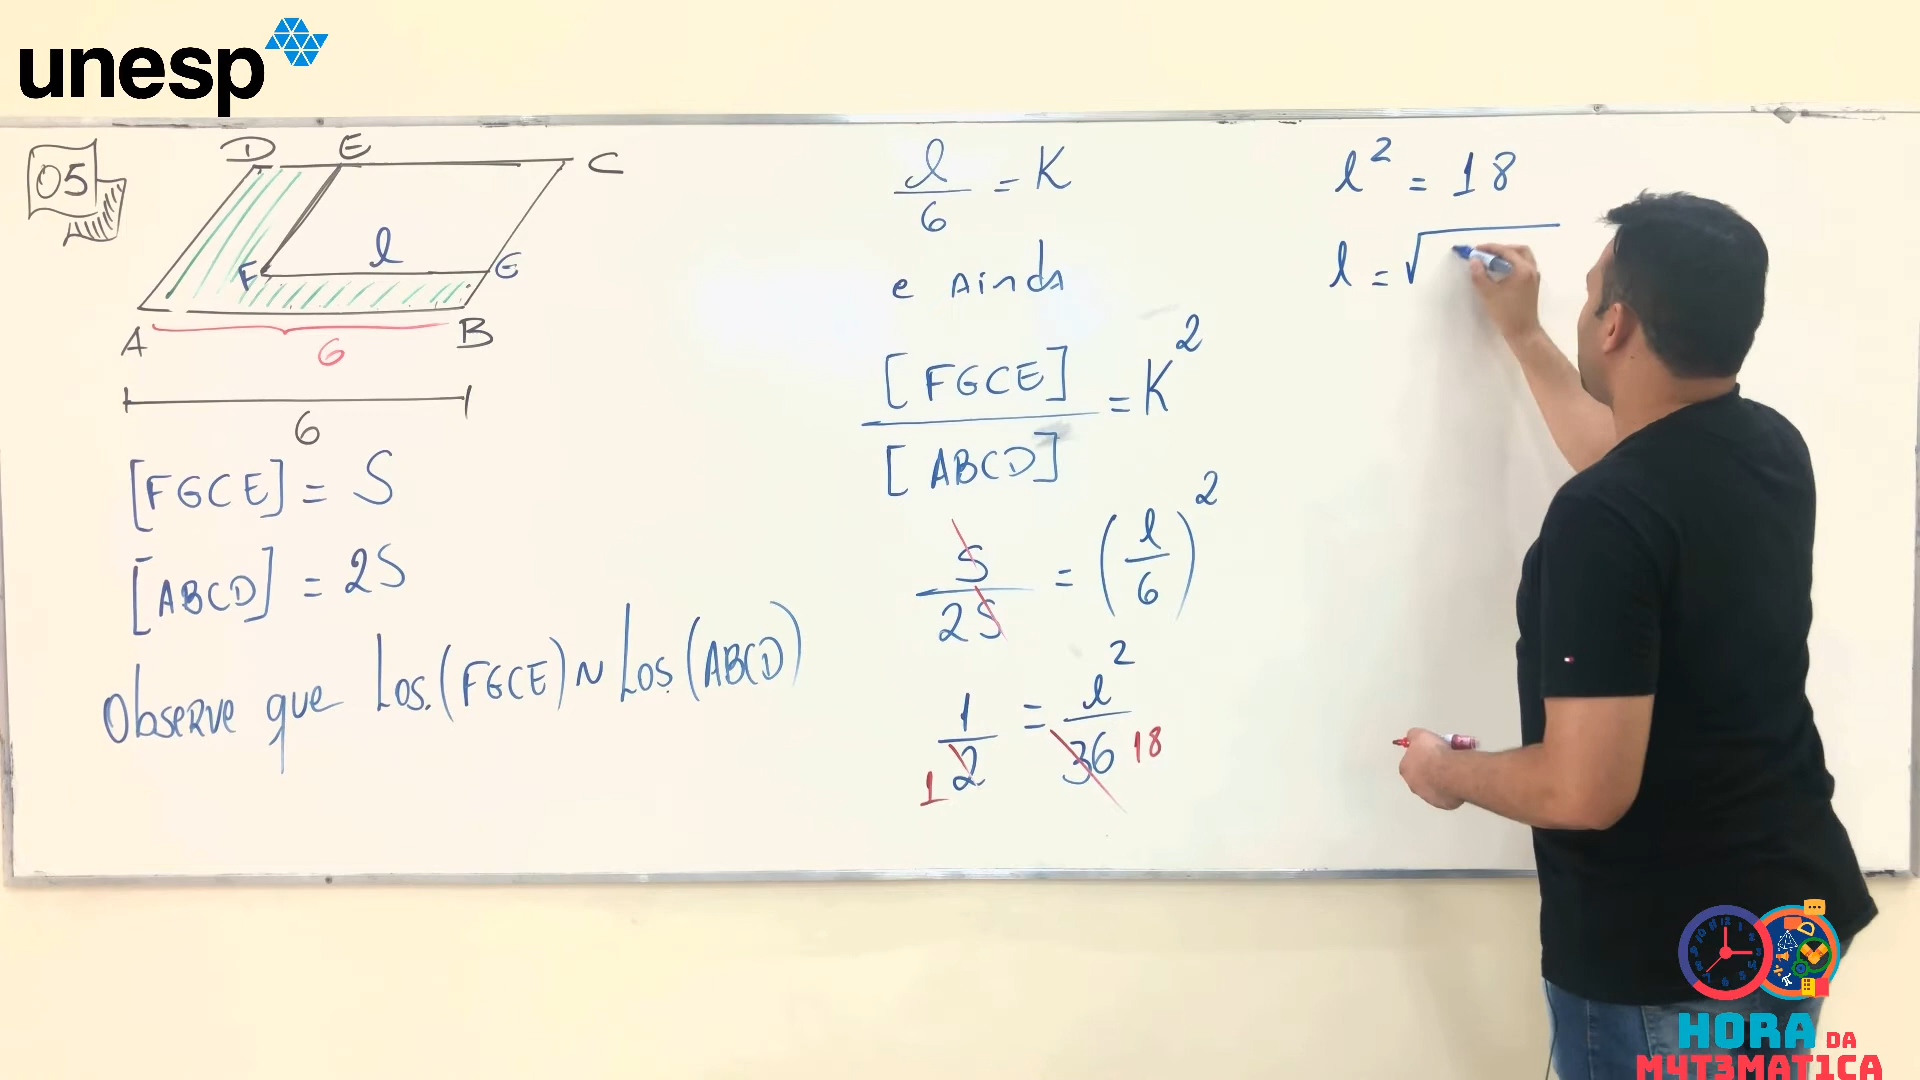 unesp
05
D E C
l
F G
A 6 B
6
[FGCE] = S
[ABCD] = 2S
Observe que Los.(FGCE) ~ Los.(ABCD)
l/6 = K
e Ainda
[FGCE]/[ABCD] = K²
S/2S = (l/6)²
1/2 = l²/36
1 18
l² = 18
l = √
HORA DA
M4T3MAT1CA